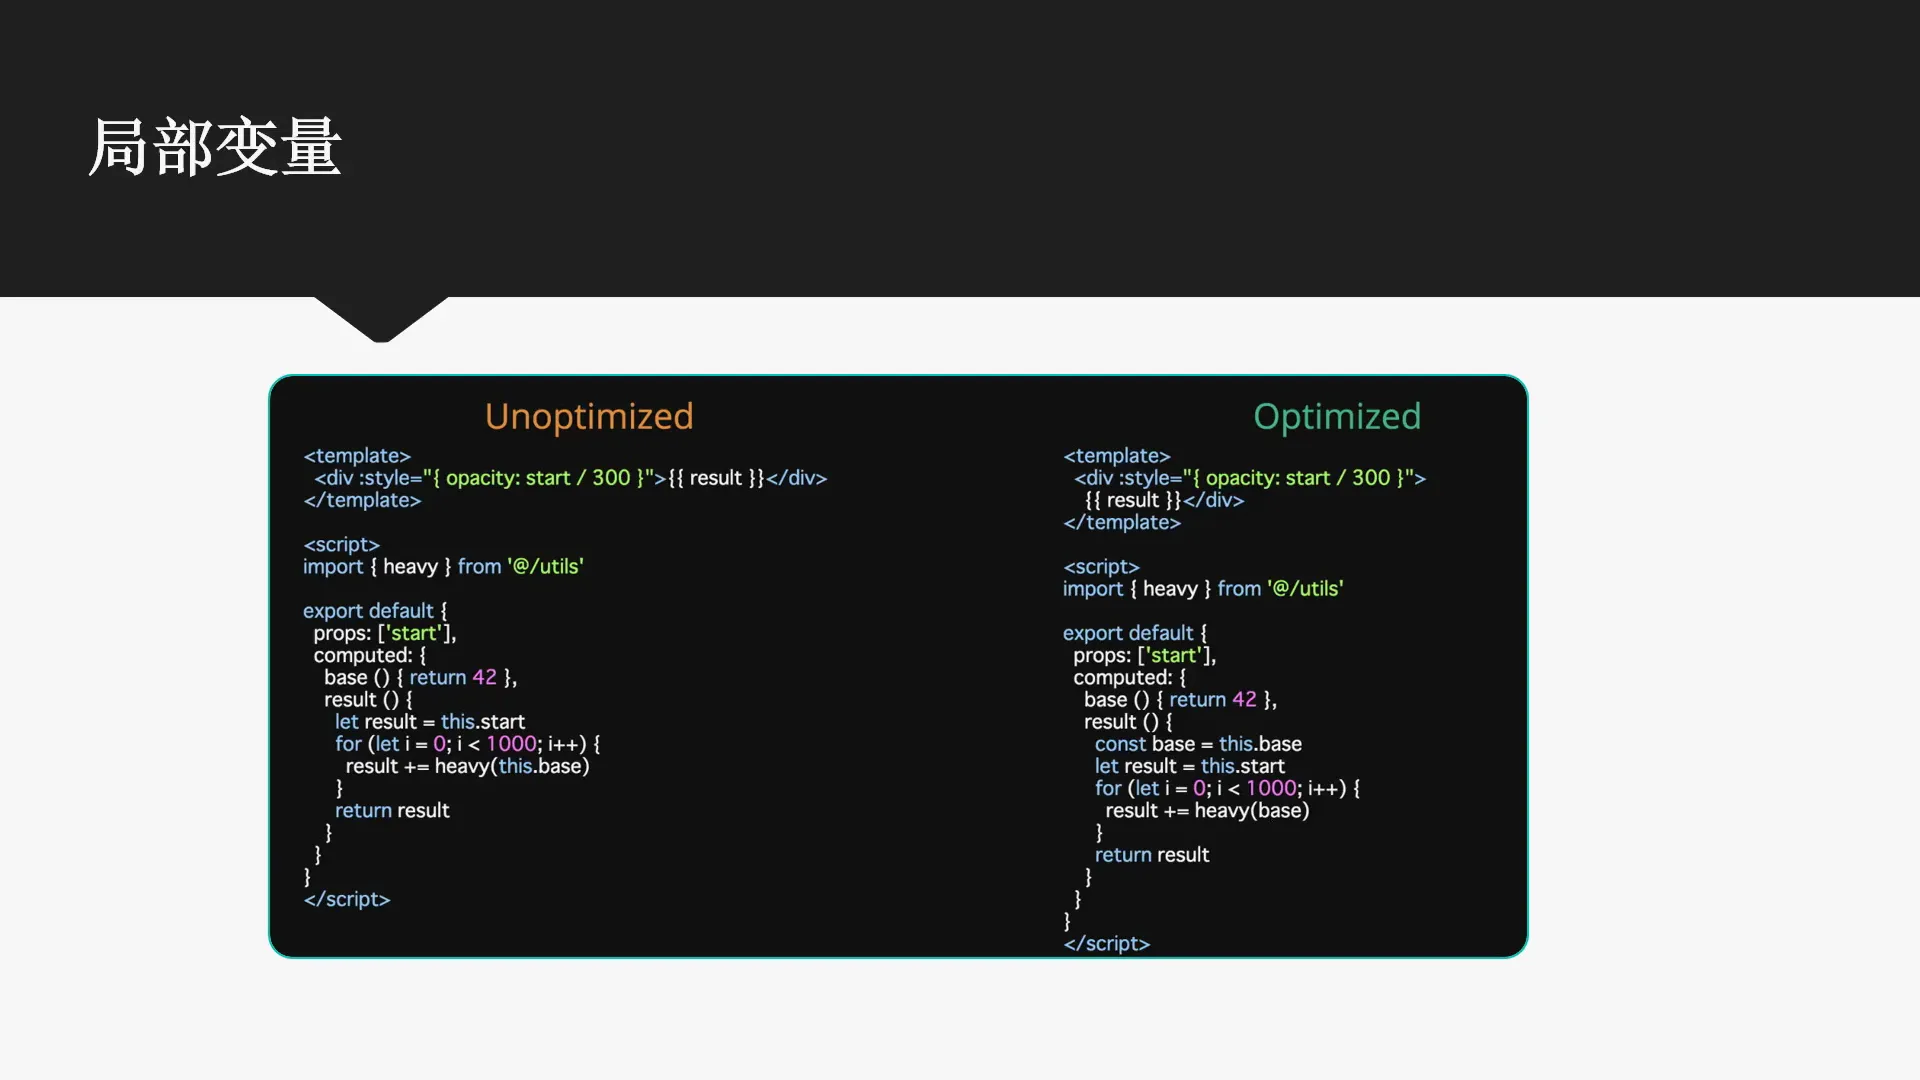 局部变量
Unoptimized
<template>
  <div :style="{ opacity: start / 300 }">{{ result }}</div>
</template>

<script>
import { heavy } from '@/utils'

export default {
  props: ['start'],
  computed: {
    base () { return 42 },
    result () {
      let result = this.start
      for (let i = 0; i < 1000; i++) {
        result += heavy(this.base)
      }
      return result
    }
  }
}
</script>
Optimized
<template>
  <div :style="{ opacity: start / 300 }">
    {{ result }}</div>
</template>

<script>
import { heavy } from '@/utils'

export default {
  props: ['start'],
  computed: {
    base () { return 42 },
    result () {
      const base = this.base
      let result = this.start
      for (let i = 0; i < 1000; i++) {
        result += heavy(base)
      }
      return result
    }
  }
}
</script>